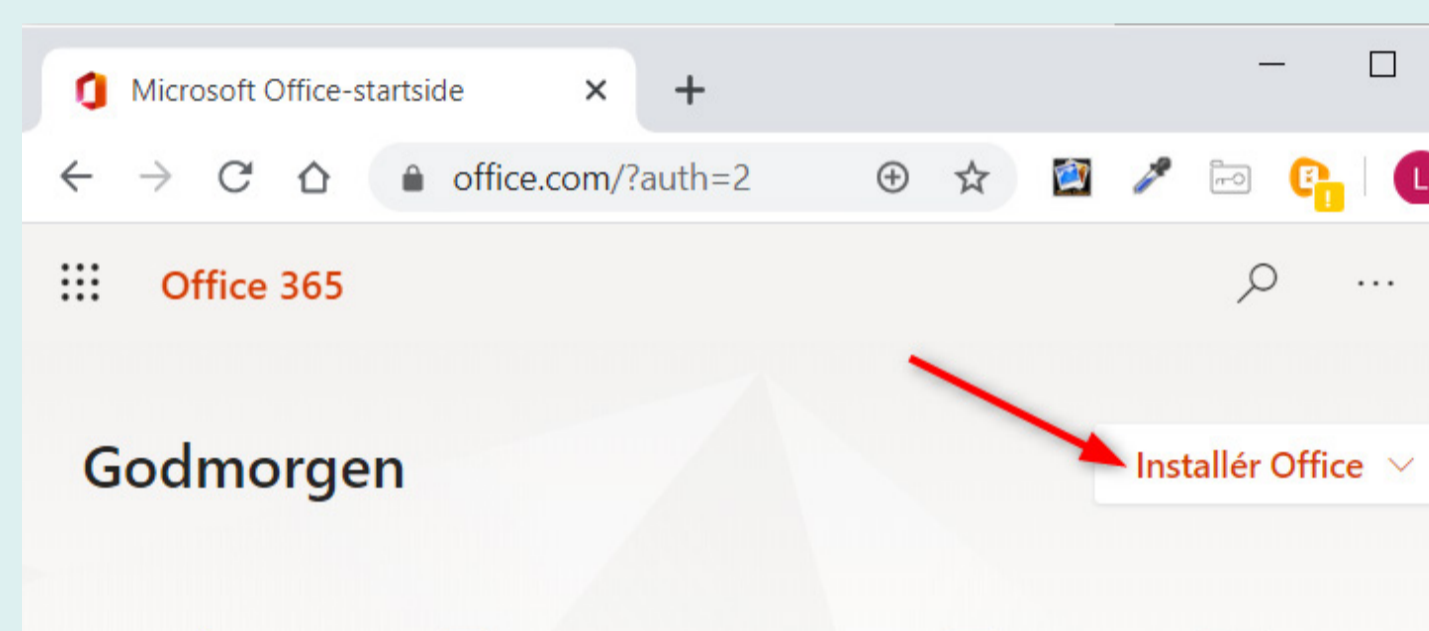 Microsoft Office-startside
office.com/?auth=2
L
Office 365
Godmorgen
Installér Office